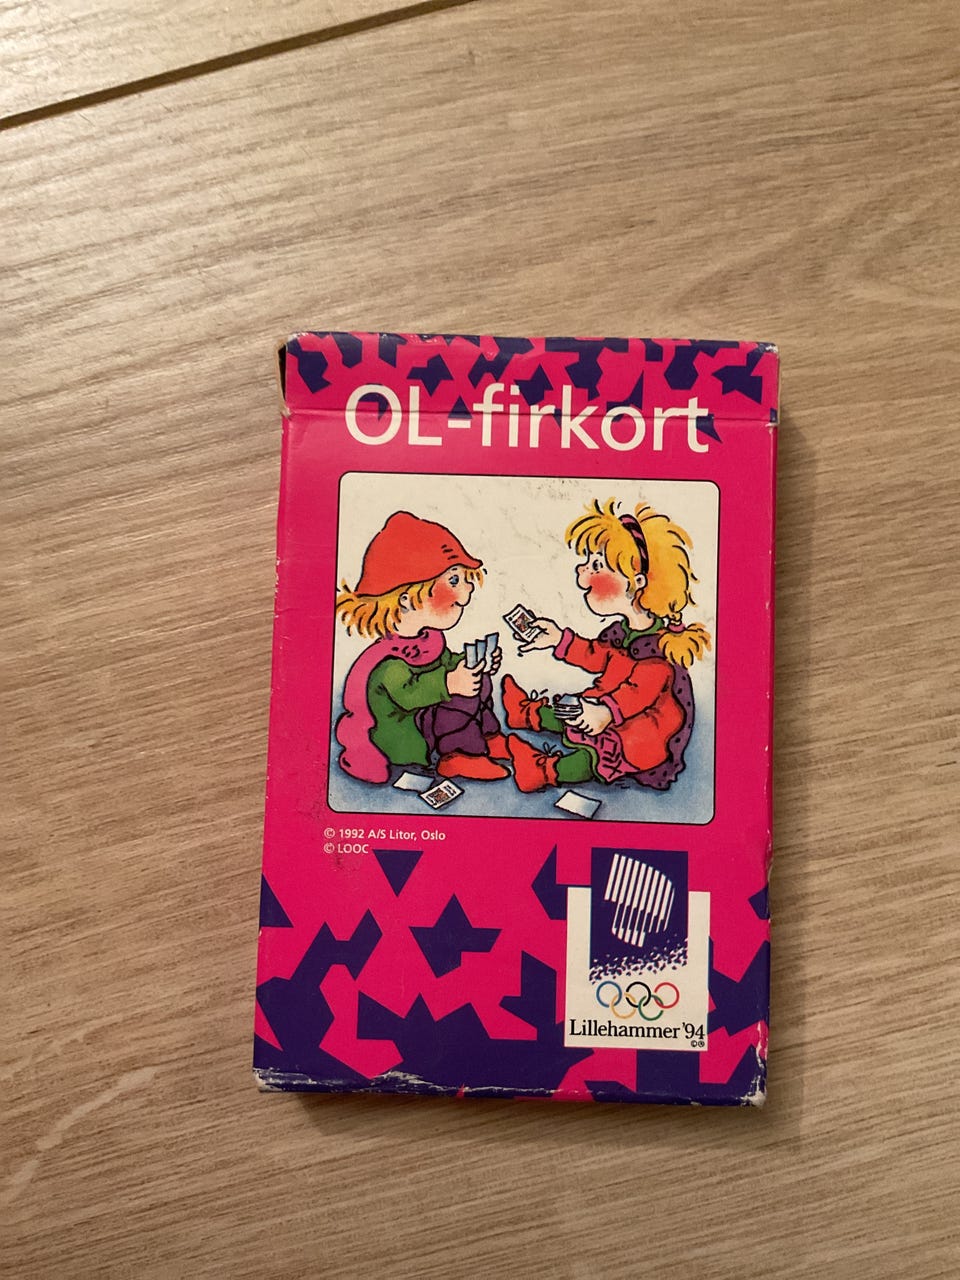 OL-firkort
© 1992 A/S Litor, Oslo
© LOOC
Lillehammer '94